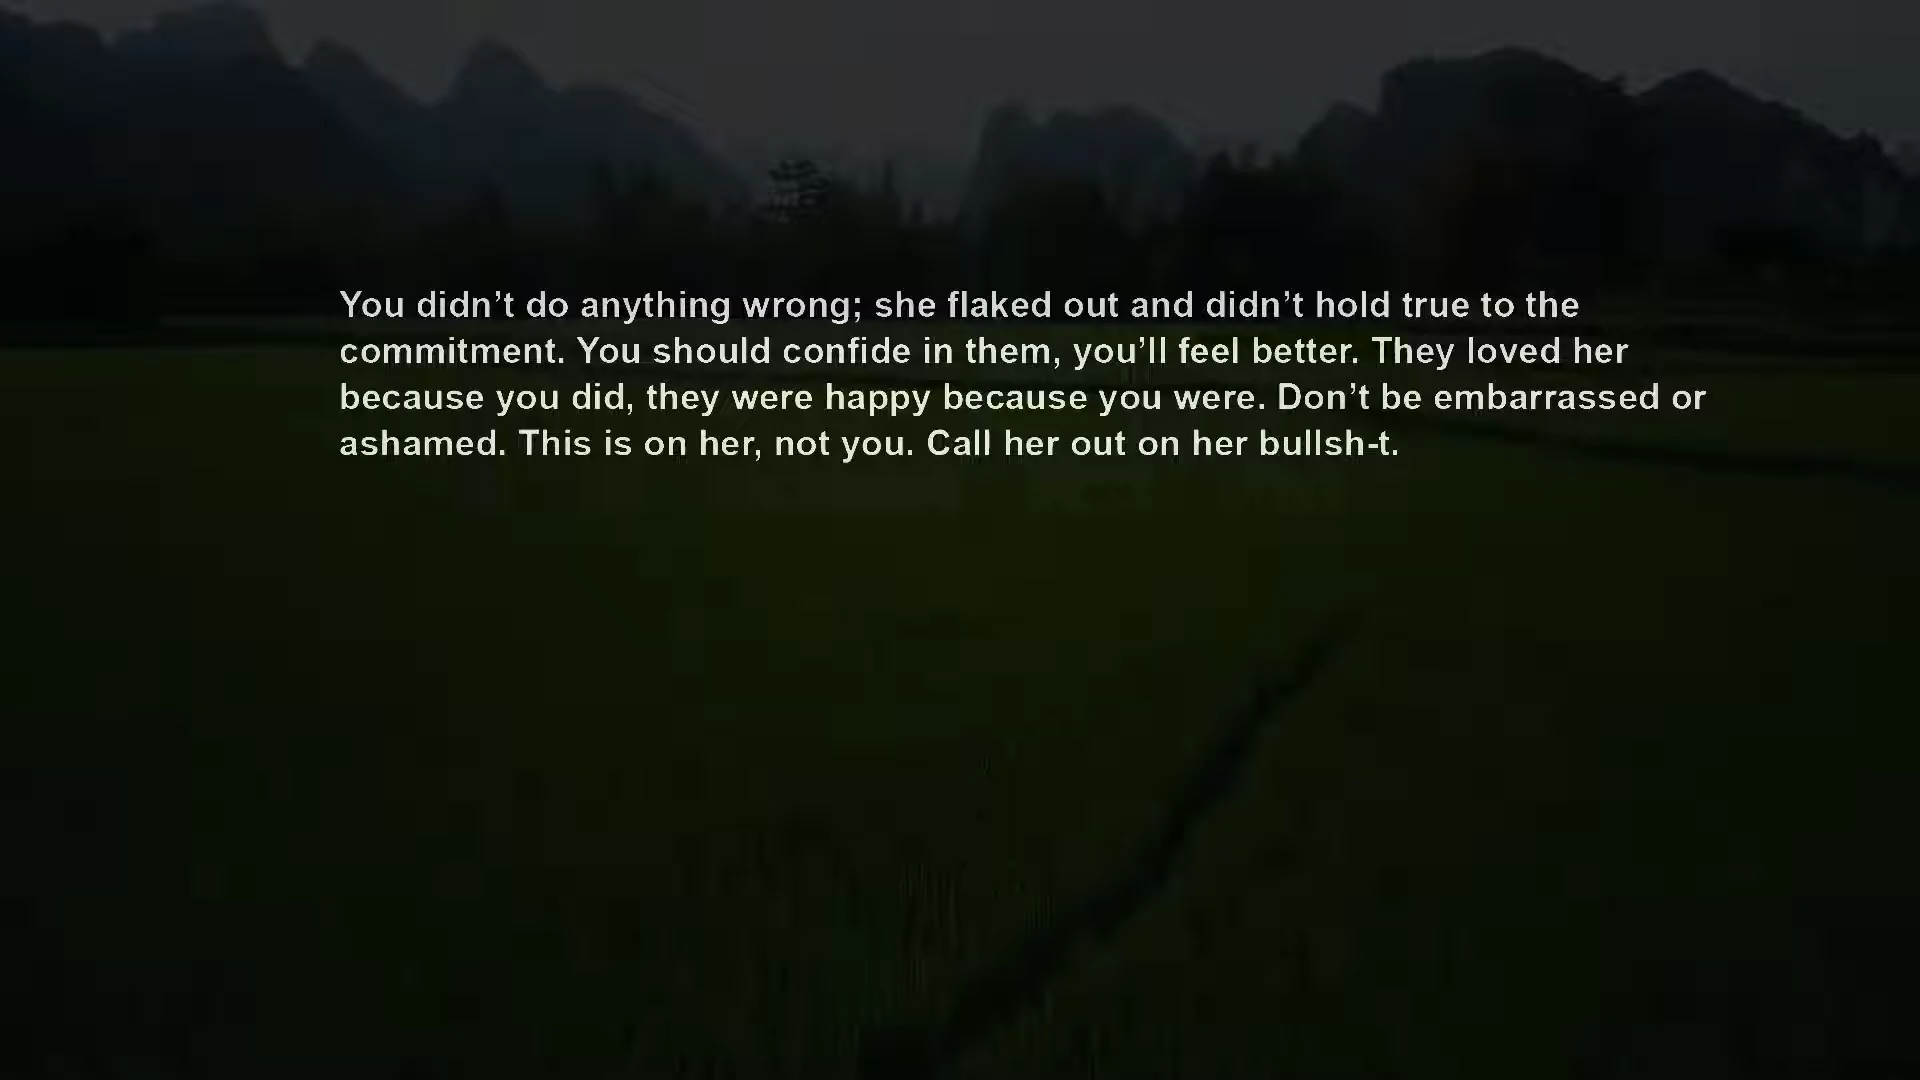 You didn’t do anything wrong; she flaked out and didn’t hold true to the
commitment. You should confide in them, you’ll feel better. They loved her
because you did, they were happy because you were. Don’t be embarrassed or
ashamed. This is on her, not you. Call her out on her bullsh-t.